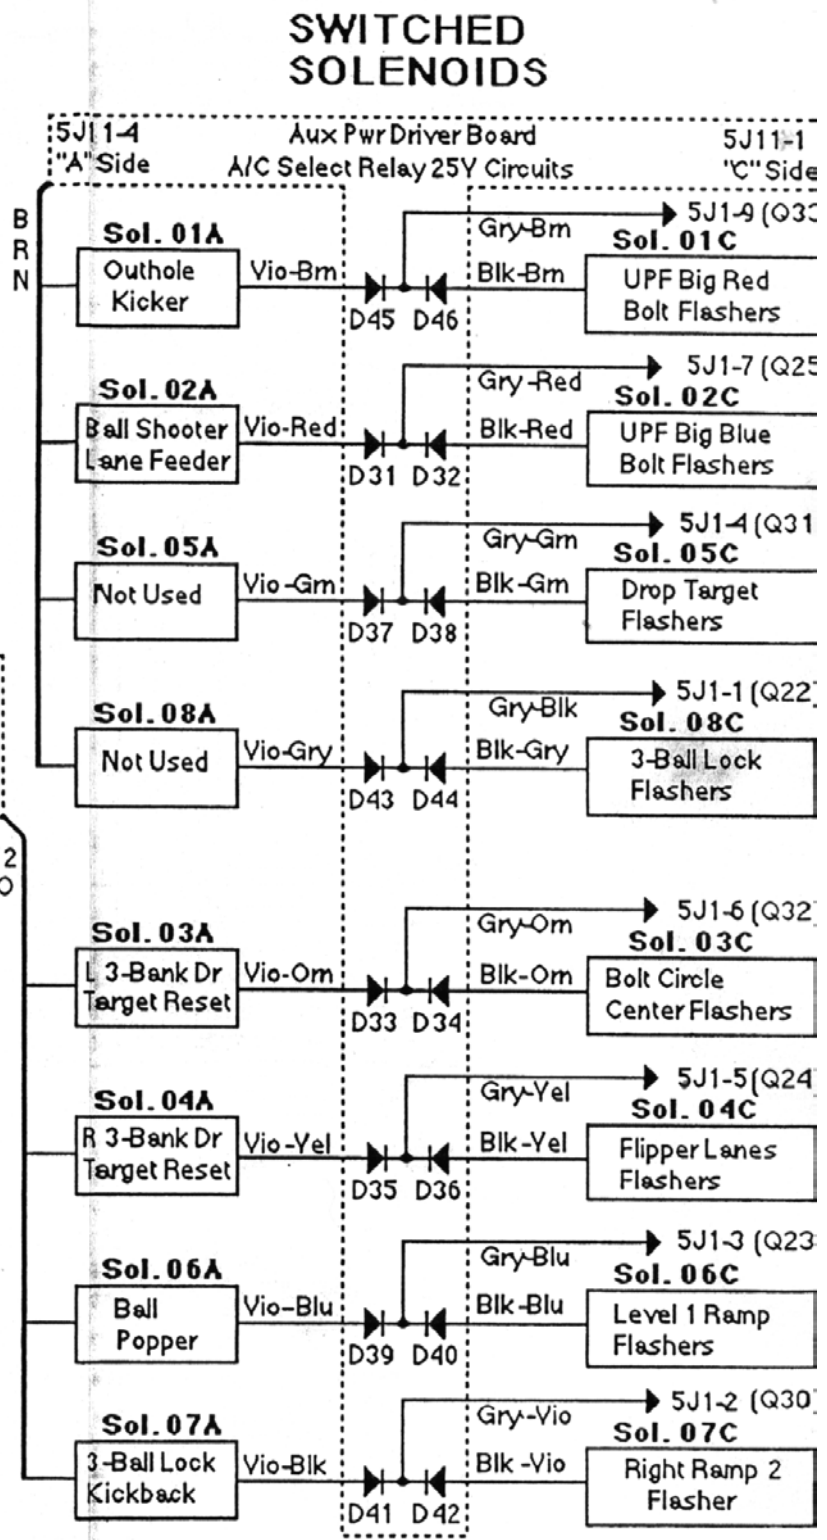 SWITCHED
SOLENOIDS
5J11-4
"A" Side
Aux Pwr Driver Board
A/C Select Relay 25V Circuits
5J11-1
"C" Side
B
R
N
Sol. 01A
Outhole
Kicker
Vio-Brn
D45 D46
Gry-Brn
Blk-Brn
5J1-9 (Q33
Sol. 01C
UPF Big Red
Bolt Flashers
Sol. 02A
Ball Shooter
Lane Feeder
Vio-Red
D31 D32
Gry-Red
Blk-Red
5J1-7 (Q25
Sol. 02C
UPF Big Blue
Bolt Flashers
Sol. 05A
Not Used
Vio-Grn
D37 D38
Gry-Grn
Blk-Grn
5J1-4 (Q31
Sol. 05C
Drop Target
Flashers
Sol. 08A
Not Used
Vio-Gry
D43 D44
Gry-Blk
Blk-Gry
5J1-1 (Q22)
Sol. 08C
3-Ball Lock
Flashers
2
O
Sol. 03A
L 3-Bank Dr
Target Reset
Vio-Orn
D33 D34
Gry-Orn
Blk-Orn
5J1-6 (Q32)
Sol. 03C
Bolt Circle
Center Flashers
Sol. 04A
R 3-Bank Dr
Target Reset
Vio-Yel
D35 D36
Gry-Yel
Blk-Yel
5J1-5 (Q24)
Sol. 04C
Flipper Lanes
Flashers
Sol. 06A
Ball
Popper
Vio-Blu
D39 D40
Gry-Blu
Blk-Blu
5J1-3 (Q23
Sol. 06C
Level 1 Ramp
Flashers
Sol. 07A
3-Ball Lock
Kickback
Vio-Blk
D41 D42
Gry-Vio
Blk-Vio
5J1-2 (Q30)
Sol. 07C
Right Ramp 2
Flasher